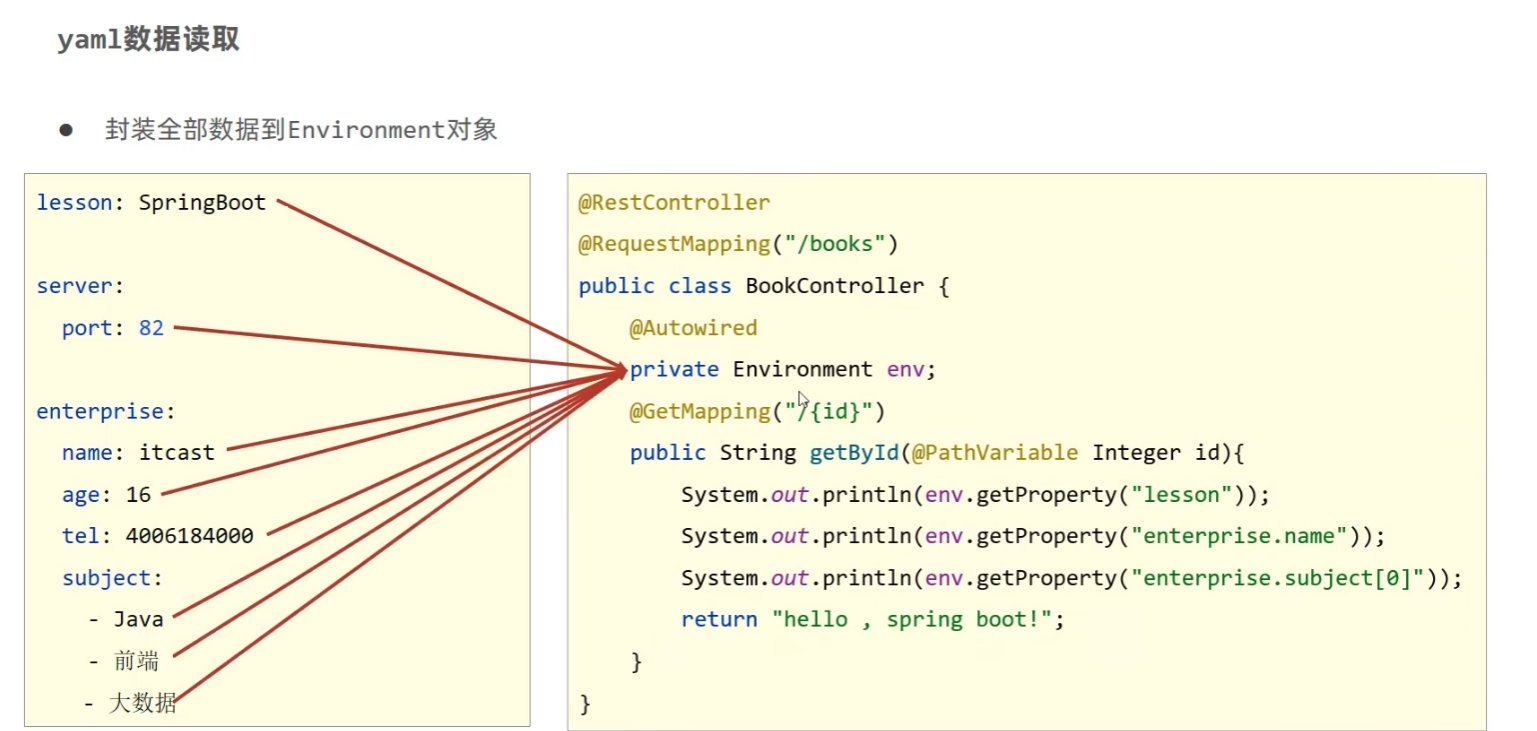 yaml数据读取
● 封装全部数据到Environment对象
lesson: SpringBoot

server:
  port: 82

enterprise:
  name: itcast
  age: 16
  tel: 4006184000
  subject:
    - Java
    - 前端
    - 大数据
@RestController
@RequestMapping("/books")
public class BookController {
    @Autowired
    private Environment env;
    @GetMapping("/{id}")
    public String getById(@PathVariable Integer id){
        System.out.println(env.getProperty("lesson"));
        System.out.println(env.getProperty("enterprise.name"));
        System.out.println(env.getProperty("enterprise.subject[0]"));
        return "hello , spring boot!";
    }
}